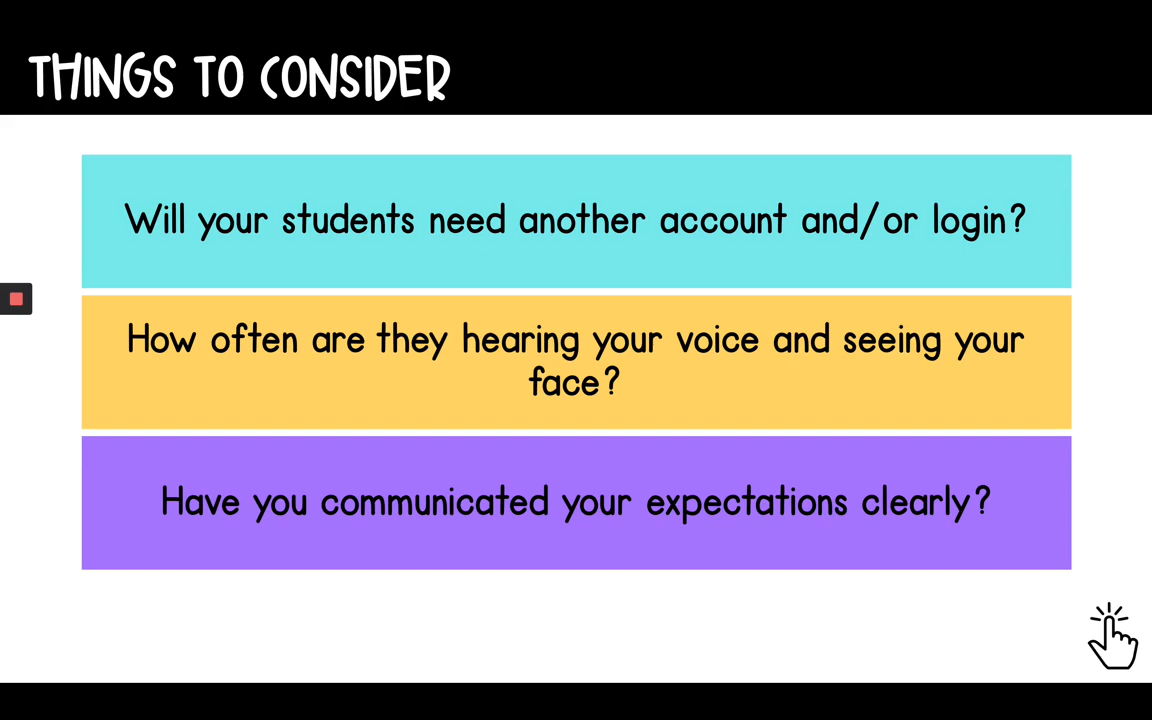 THINGS TO CONSIDER
Will your students need another account and/or login?
How often are they hearing your voice and seeing your
face?
Have you communicated your expectations clearly?